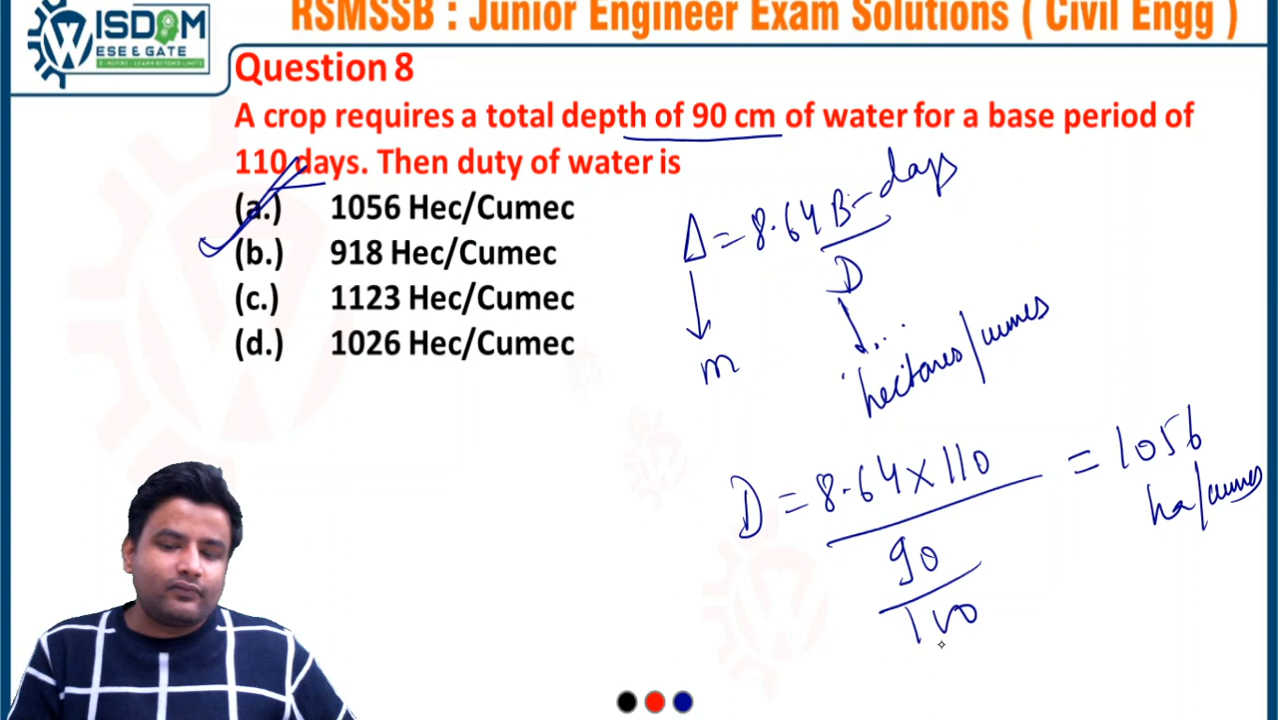 RSMSSB : Junior Engineer Exam Solutions ( Civil Engg )
WISDOM
ESE & GATE
Question 8
A crop requires a total depth of 90 cm of water for a base period of
110 days. Then duty of water is
(a.) 1056 Hec/Cumec
(b.) 918 Hec/Cumec
(c.) 1123 Hec/Cumec
(d.) 1026 Hec/Cumec
Δ = 8.64 B - days
D
m
hectares/cumes
D = 8.64 × 110 = 1056
ha/cumes
90
100